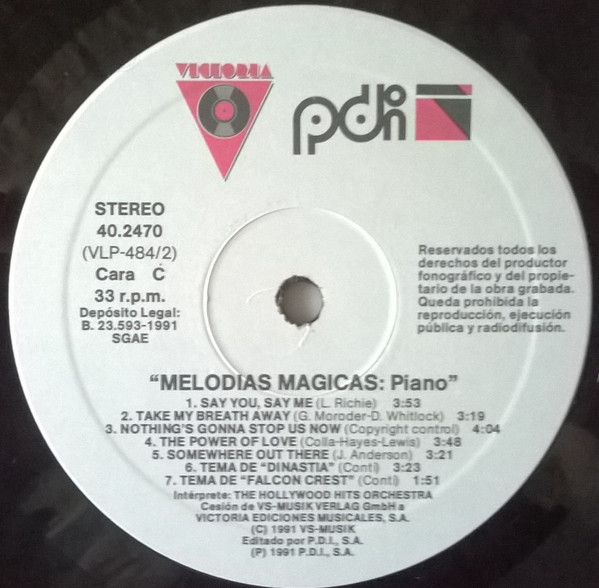 VICTORIA
pdi
STEREO
40.2470
(VLP-484/2)
Cara C
33 r.p.m.
Depósito Legal:
B. 23.593-1991
SGAE
Reservados todos los
derechos del productor
fonográfico y del propie-
tario de la obra grabada.
Queda prohibida la
reproducción, ejecución
pública y radiodifusión.
“MELODIAS MAGICAS: Piano”
1. SAY YOU, SAY ME (L. Richie) 3:53
2. TAKE MY BREATH AWAY (G. Moroder-D. Whitlock) 3:19
3. NOTHING'S GONNA STOP US NOW (Copyright control) 4:04
4. THE POWER OF LOVE (Colla-Hayes-Lewis) 3:48
5. SOMEWHERE OUT THERE (J. Anderson) 3:21
6. TEMA DE “DINASTIA” (Conti) 3:23
7. TEMA DE “FALCON CREST” (Conti) 1:51
Intérprete: THE HOLLYWOOD HITS ORCHESTRA
Cesión de VS-MUSIK VERLAG GmbH a
VICTORIA EDICIONES MUSICALES, S.A.
(C) 1991 VS-MUSIK
Editado por P.D.I., S.A.
(P) 1991 P.D.I., S.A.